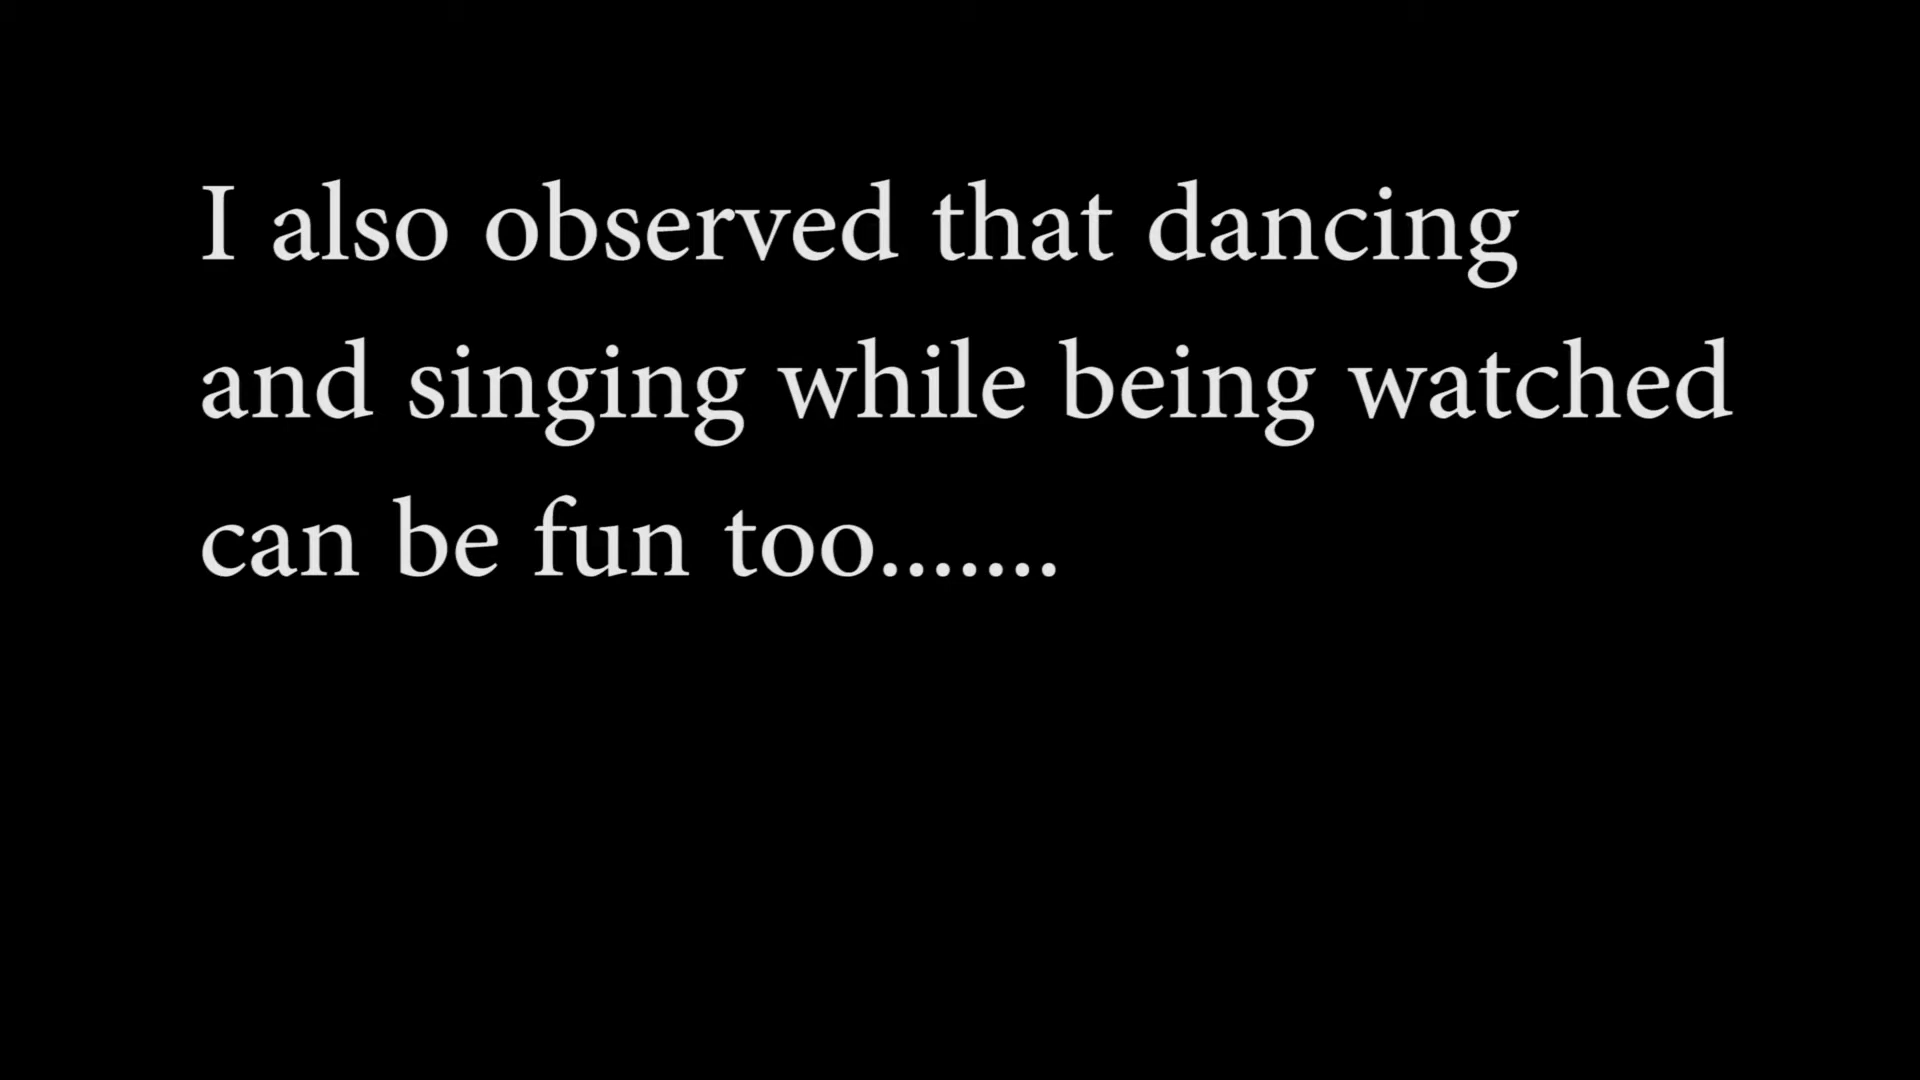 I also observed that dancing
and singing while being watched
can be fun too.......